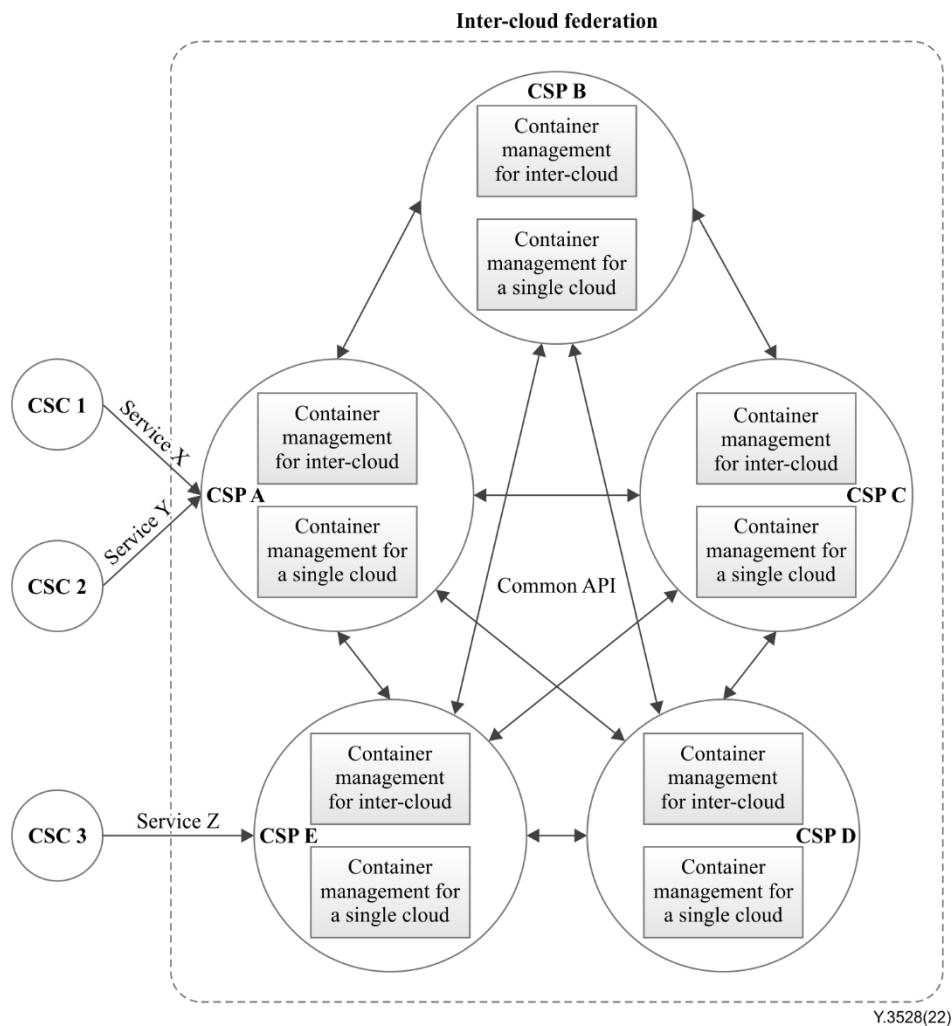 Inter-cloud federation
CSP B
Container
management
for inter-cloud
Container
management for
a single cloud
CSC 1
Service X
CSC 2
Service Y
CSP A
Container
management
for inter-cloud
Container
management for
a single cloud
CSP C
Container
management
for inter-cloud
Container
management for
a single cloud
Common API
CSC 3
Service Z
CSP E
Container
management
for inter-cloud
Container
management for
a single cloud
CSP D
Container
management
for inter-cloud
Container
management for
a single cloud
Y.3528(22)